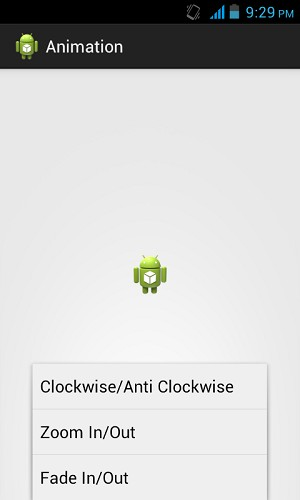 9:29 PM
Animation
Clockwise/Anti Clockwise
Zoom In/Out
Fade In/Out